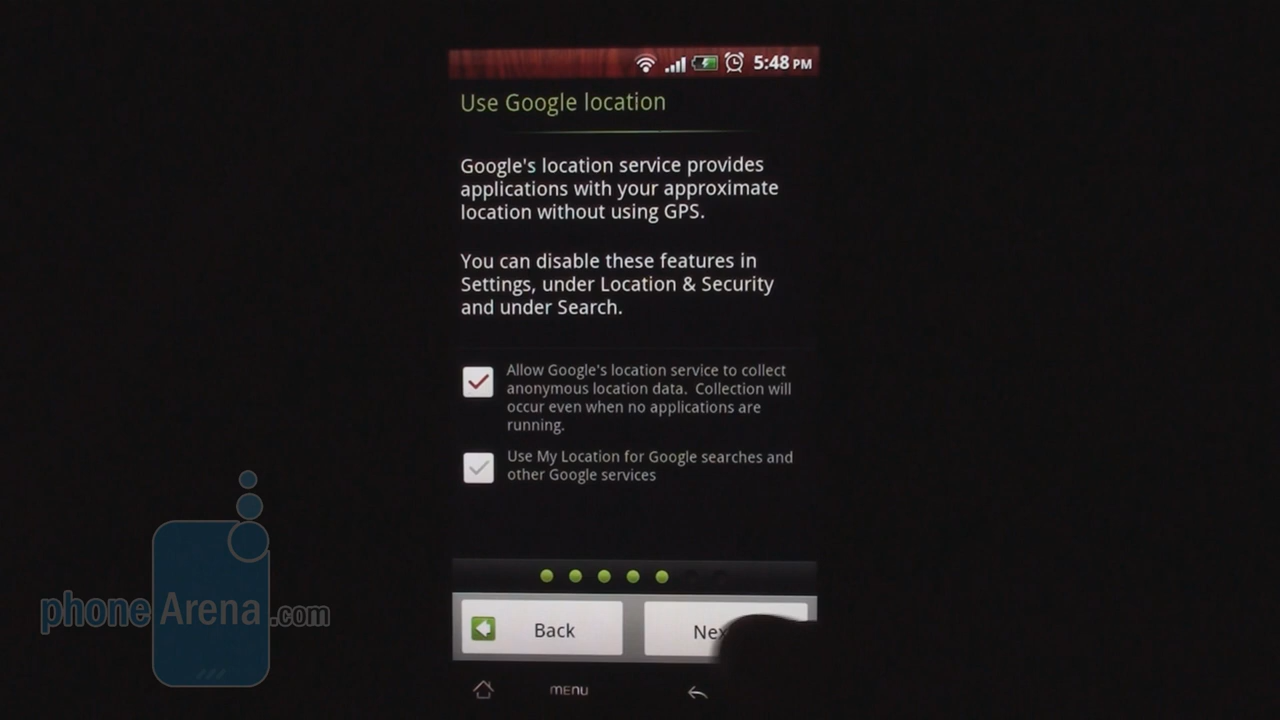 5:48 PM
Use Google location
Google's location service provides
applications with your approximate
location without using GPS.
You can disable these features in
Settings, under Location & Security
and under Search.
Allow Google's location service to collect
anonymous location data. Collection will
occur even when no applications are
running.
Use My Location for Google searches and
other Google services
Back
Nex
MENU
phoneArena.com